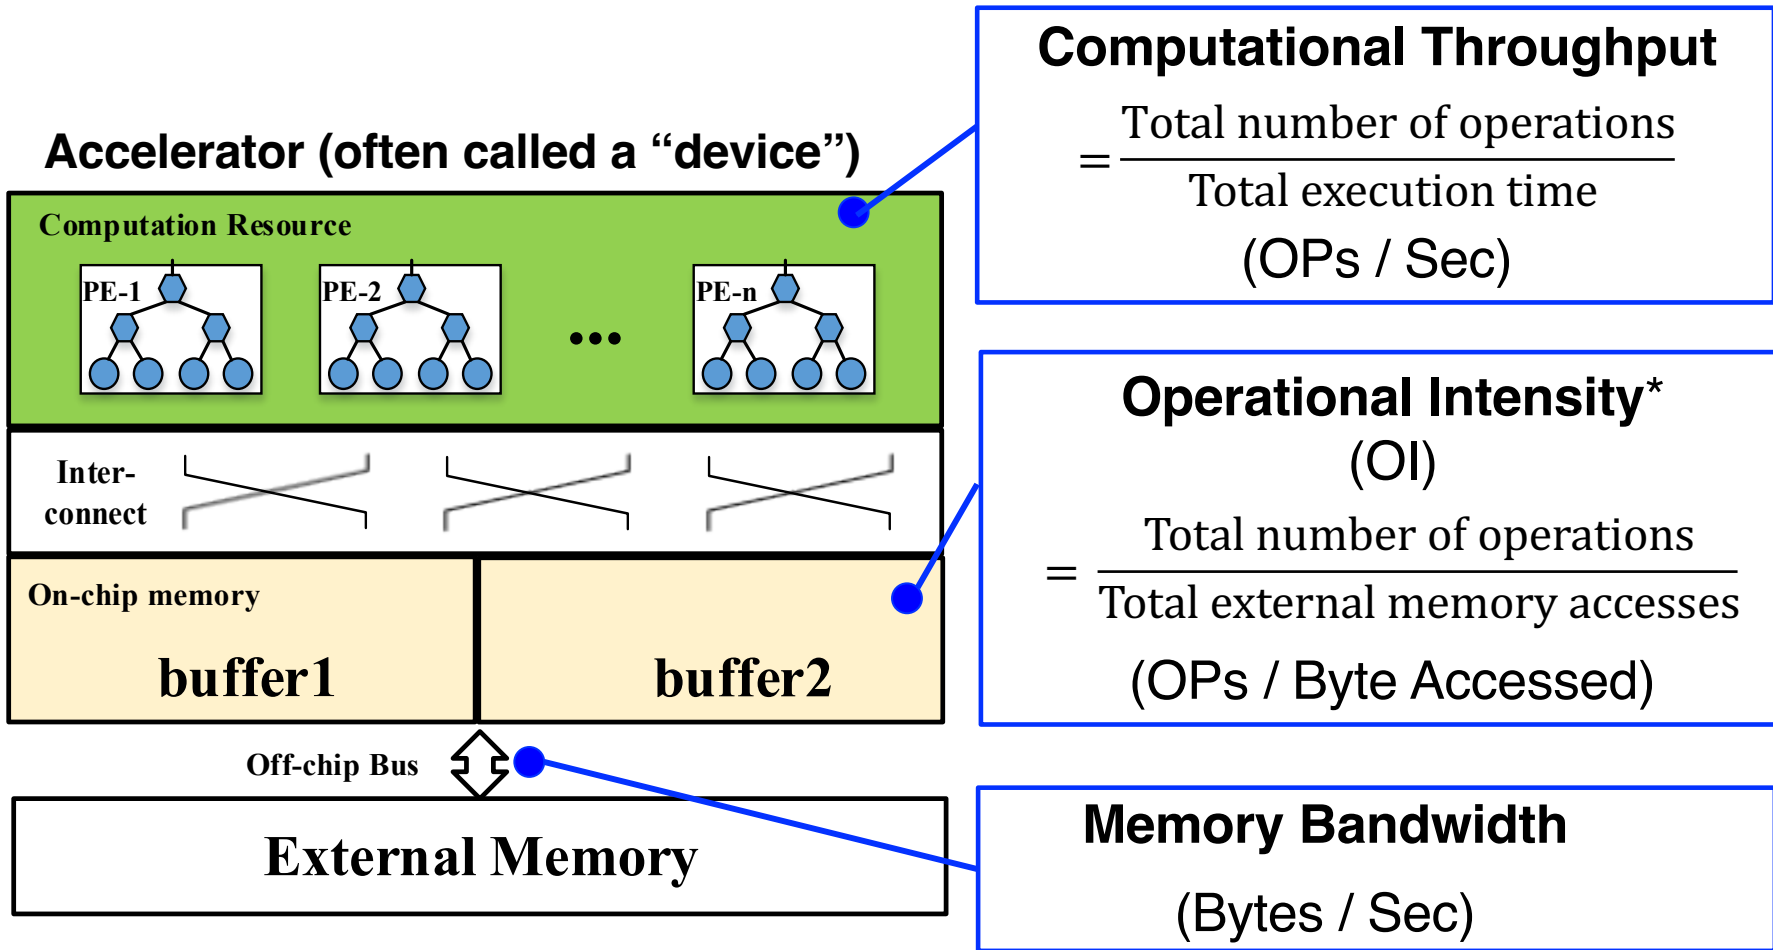 Accelerator (often called a “device”)
Computation Resource
PE-1
PE-2
•••
PE-n
Inter-
connect
On-chip memory
buffer1
buffer2
Off-chip Bus
External Memory
Computational Throughput
= Total number of operations
Total execution time
(OPs / Sec)
Operational Intensity*
(OI)
= Total number of operations
Total external memory accesses
(OPs / Byte Accessed)
Memory Bandwidth
(Bytes / Sec)